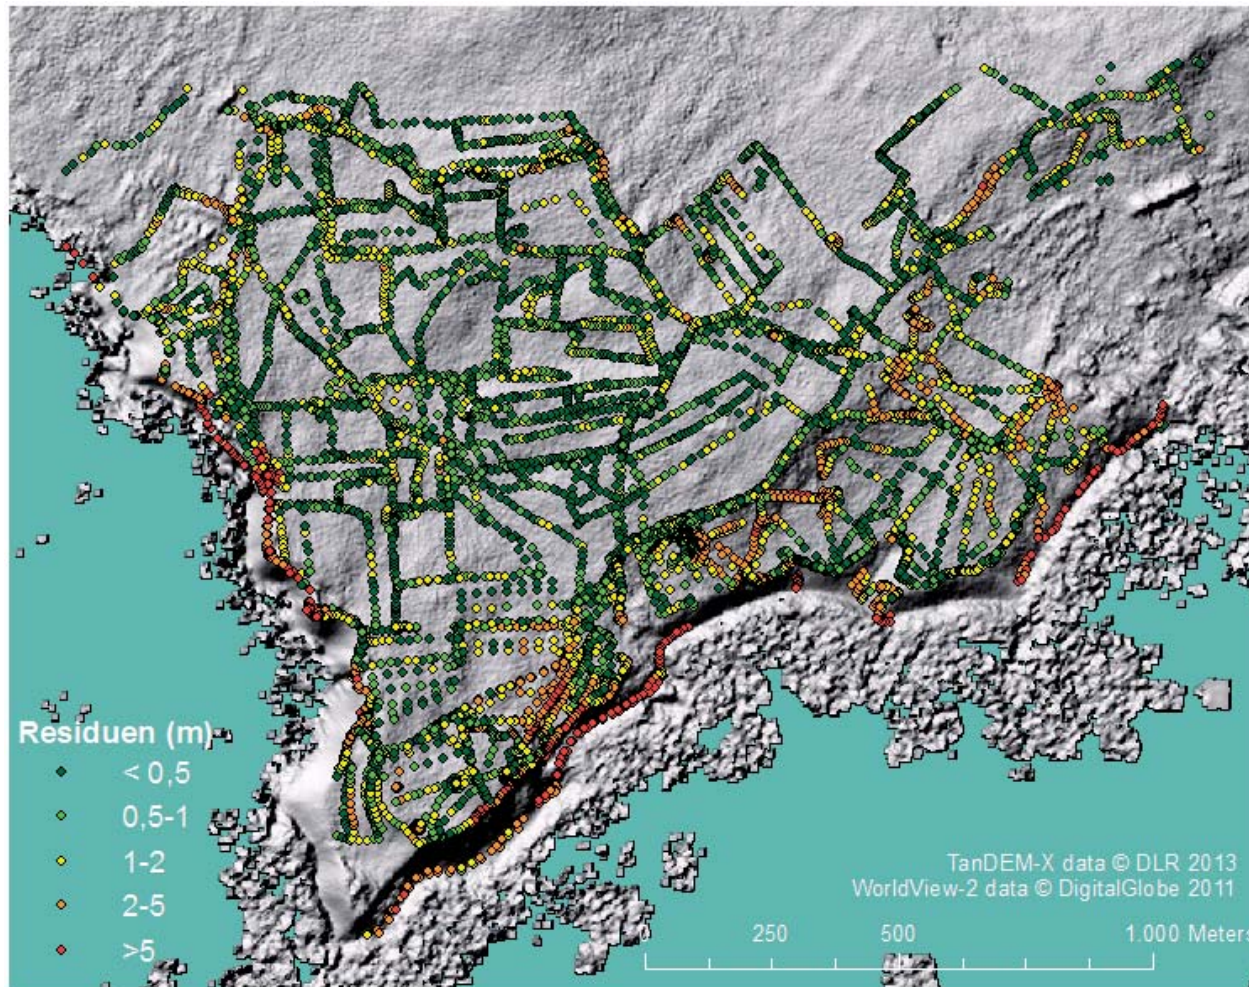 Residuen (m)
< 0,5
0,5-1
1-2
2-5
>5
TanDEM-X data © DLR 2013
WorldView-2 data © DigitalGlobe 2011
0 250 500 1.000 Meters